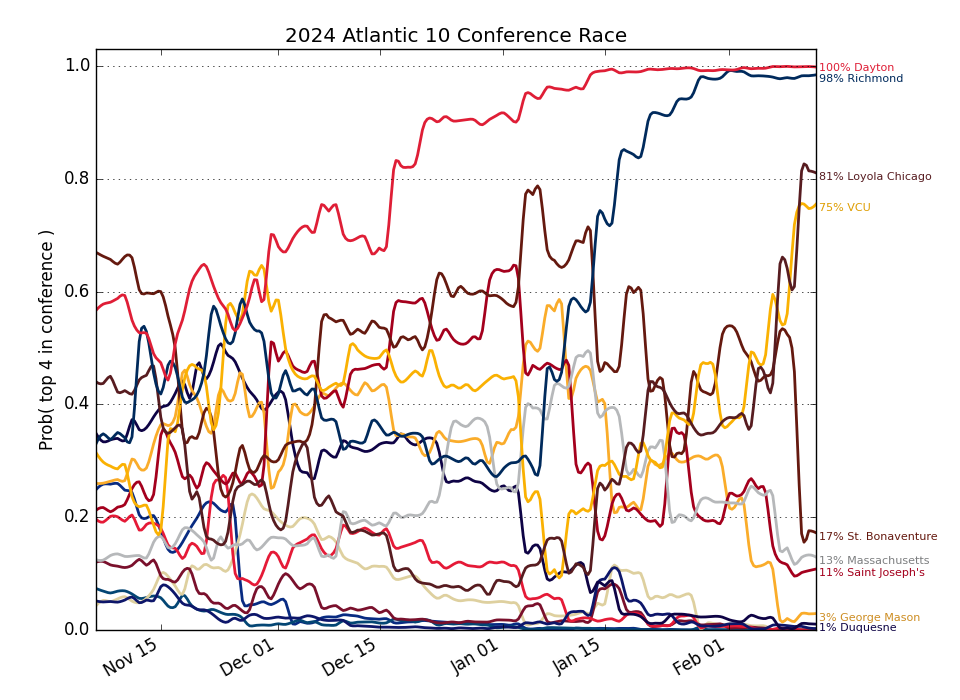 2024 Atlantic 10 Conference Race
Prob( top 4 in conference )
1.0
0.8
0.6
0.4
0.2
0.0
Nov 15
Dec 01
Dec 15
Jan 01
Jan 15
Feb 01
100% Dayton
98% Richmond
81% Loyola Chicago
75% VCU
17% St. Bonaventure
13% Massachusetts
11% Saint Joseph's
3% George Mason
1% Duquesne